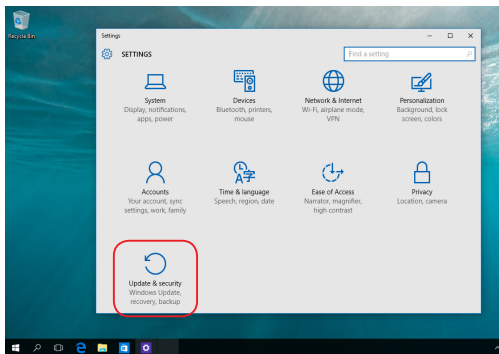 Recycle Bin
Settings
SETTINGS
Find a setting
System
Display, notifications,
apps, power
Devices
Bluetooth, printers,
mouse
Network & Internet
Wi-Fi, airplane mode,
VPN
Personalization
Background, lock
screen, colors
Accounts
Your account, sync
settings, work, family
Time & language
Speech, region, date
Ease of Access
Narrator, magnifier,
high contrast
Privacy
Location, camera
Update & security
Windows Update,
recovery, backup